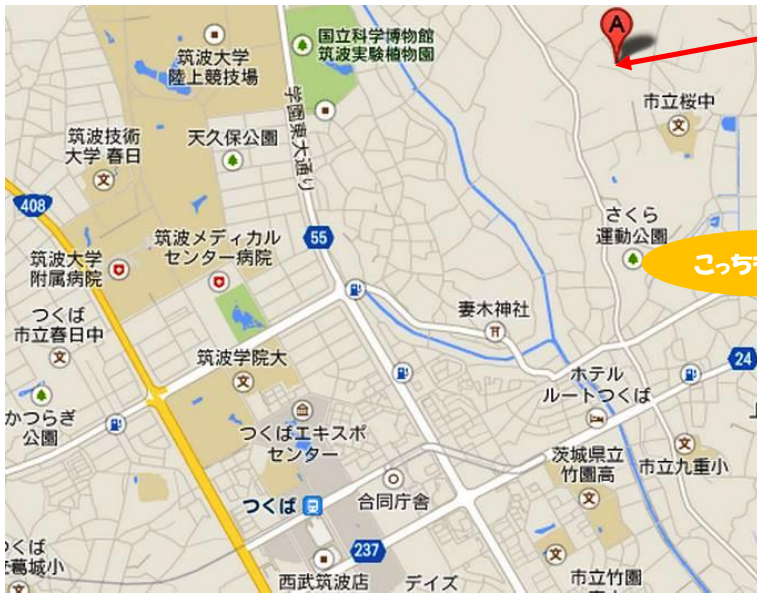 筑波大学
陸上競技場
国立科学博物館
筑波実験植物園
A
市立桜中
筑波技術
大学 春日
天久保公園
学園東大通り
408
55
さくら
運動公園
こっちも
筑波大学
附属病院
筑波メディカル
センター病院
つくば
市立春日中
妻木神社
筑波学院大
24
ホテル
ルートつくば
かつらぎ
公園
つくばエキスポ
センター
茨城県立
竹園高
市立九重小
つくば
合同庁舎
つくば
葛城小
237
西武筑波店
デイズ
市立竹園